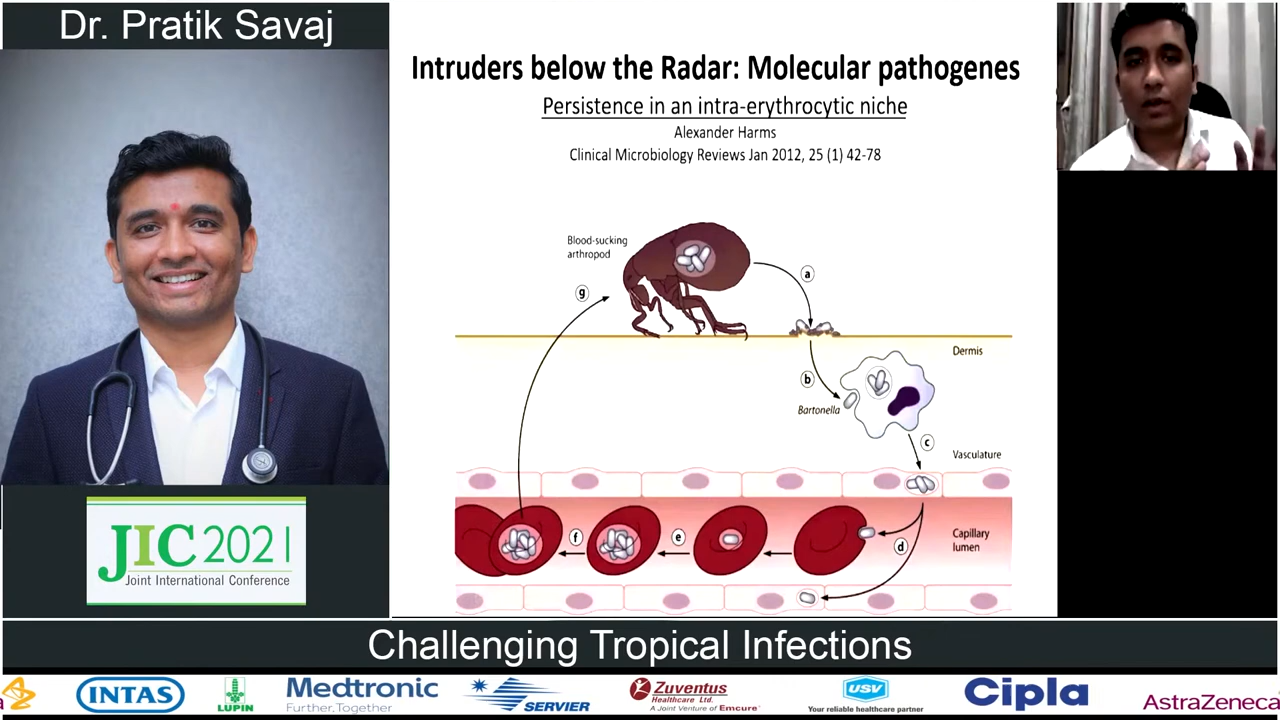 Dr. Pratik Savaj
Intruders below the Radar: Molecular pathogenes
Persistence in an intra-erythrocytic niche
Alexander Harms
Clinical Microbiology Reviews Jan 2012, 25 (1) 42-78
Blood-sucking
arthropod
a
g
Dermis
b
Bartonella
c
Vasculature
f
e
d
Capillary
lumen
JIC 2021
Joint International Conference
Challenging Tropical Infections
a
INTAS
LUPIN
Medtronic
Further, Together
SERVIER
Zuventus
Healthcare Ltd.
A Joint Venture of Emcure
USV
Your reliable healthcare partner
Cipla
AstraZeneca